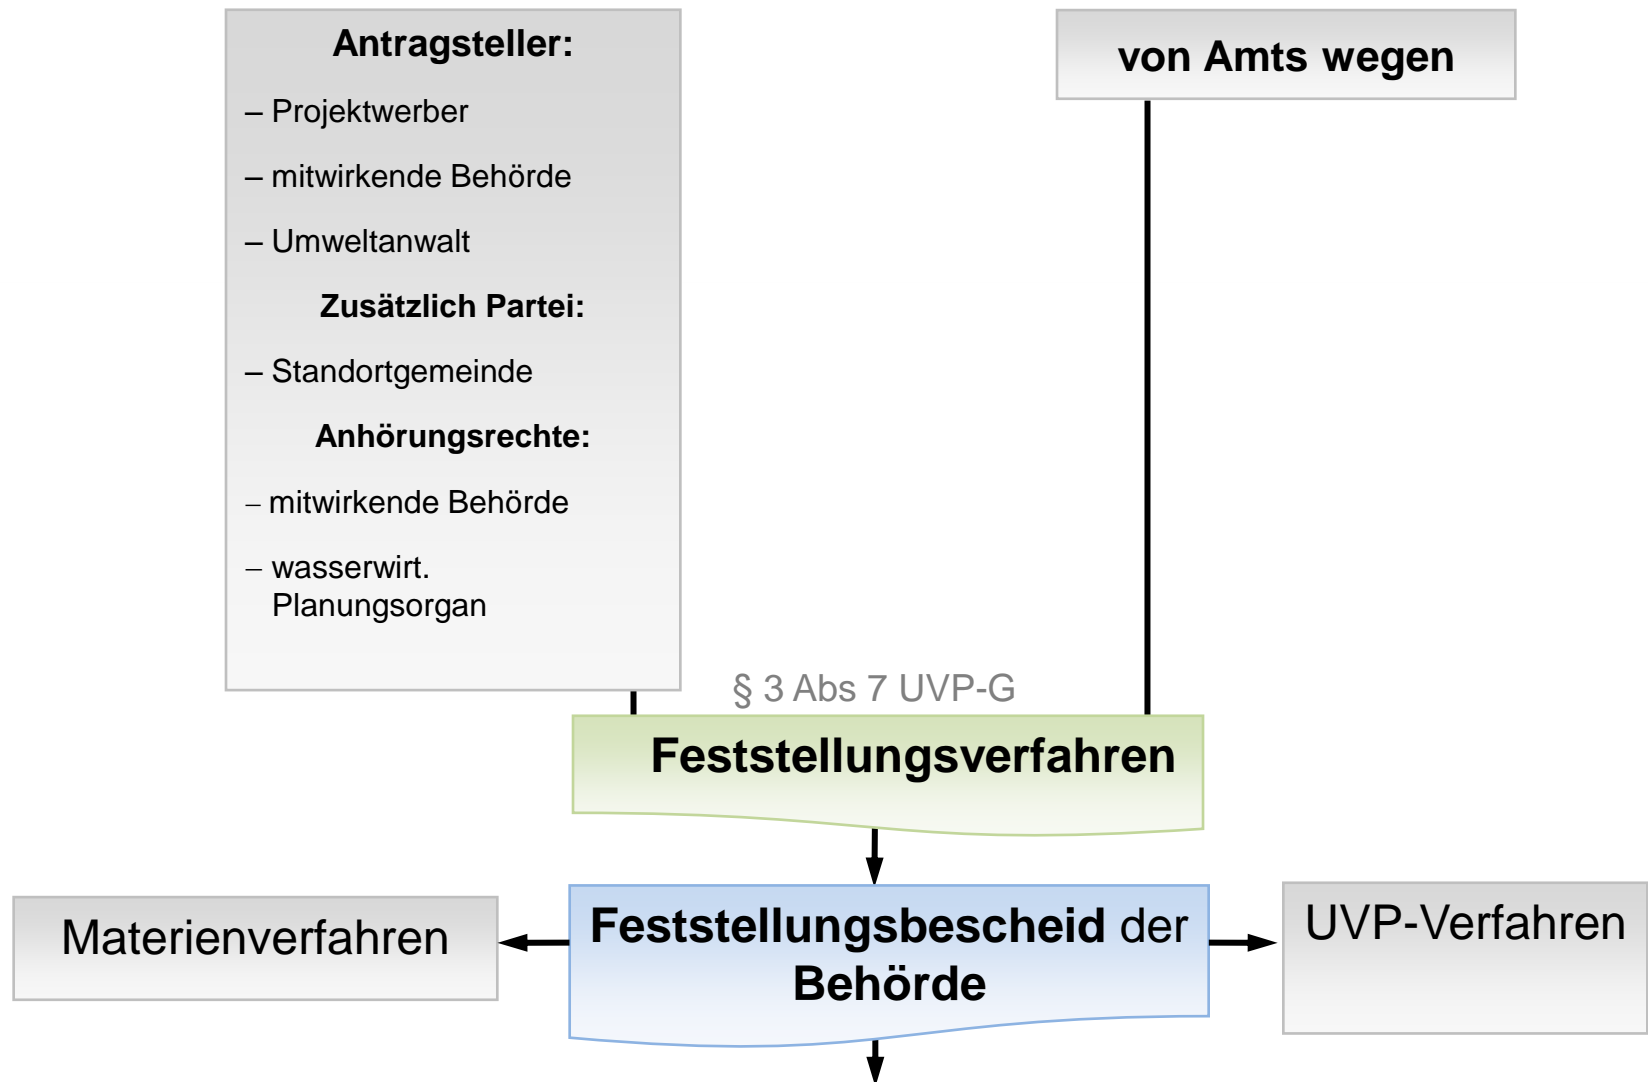 Antragsteller:
– Projektwerber
– mitwirkende Behörde
– Umweltanwalt
Zusätzlich Partei:
– Standortgemeinde
Anhörungsrechte:
– mitwirkende Behörde
– wasserwirt.
Planungsorgan
von Amts wegen
§ 3 Abs 7 UVP-G
Feststellungsverfahren
Materienverfahren
Feststellungsbescheid der
Behörde
UVP-Verfahren